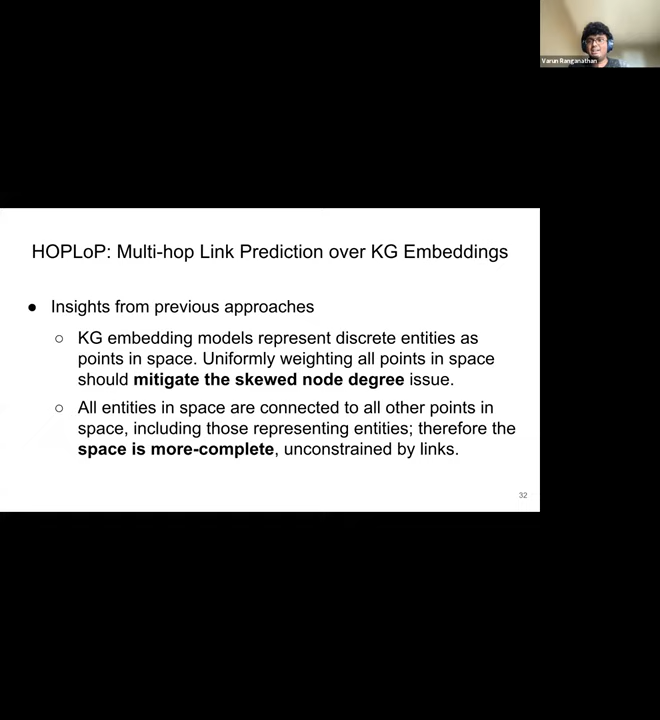 Varun Ranganathan
HOPLoP: Multi-hop Link Prediction over KG Embeddings
● Insights from previous approaches
○ KG embedding models represent discrete entities as
points in space. Uniformly weighting all points in space
should mitigate the skewed node degree issue.
○ All entities in space are connected to all other points in
space, including those representing entities; therefore the
space is more-complete, unconstrained by links.
32